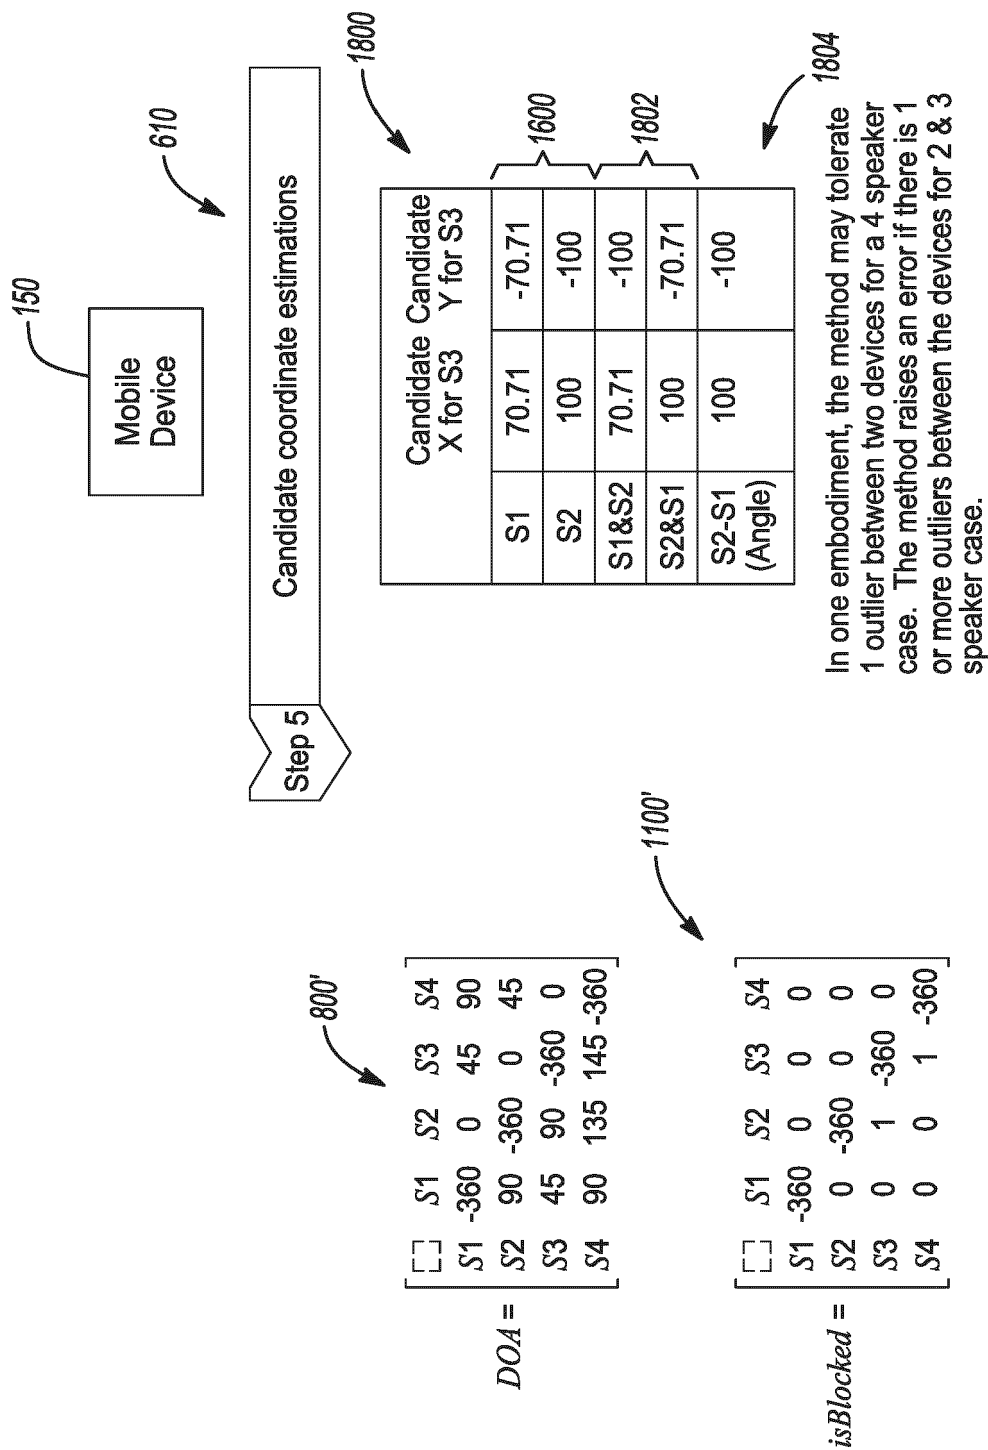 150
Mobile
Device
610
Step 5
Candidate coordinate estimations
800'
DOA =
[ ] S1 S2 S3 S4
S1 -360 0 45 90
S2 90 -360 0 45
S3 45 90 -360 0
S4 90 135 145 -360
1100'
isBlocked =
[ ] S1 S2 S3 S4
S1 -360 0 0 0
S2 0 -360 0 0
S3 0 1 -360 0
S4 0 0 1 -360
1800
Candidate X for S3 Candidate Y for S3
S1 70.71 -70.71
S2 100 -100
S1&S2 70.71 -100
S2&S1 100 -70.71
S2-S1 (Angle) 100 -100
1600
1802
1804
In one embodiment, the method may tolerate
1 outlier between two devices for a 4 speaker
case. The method raises an error if there is 1
or more outliers between the devices for 2 & 3
speaker case.